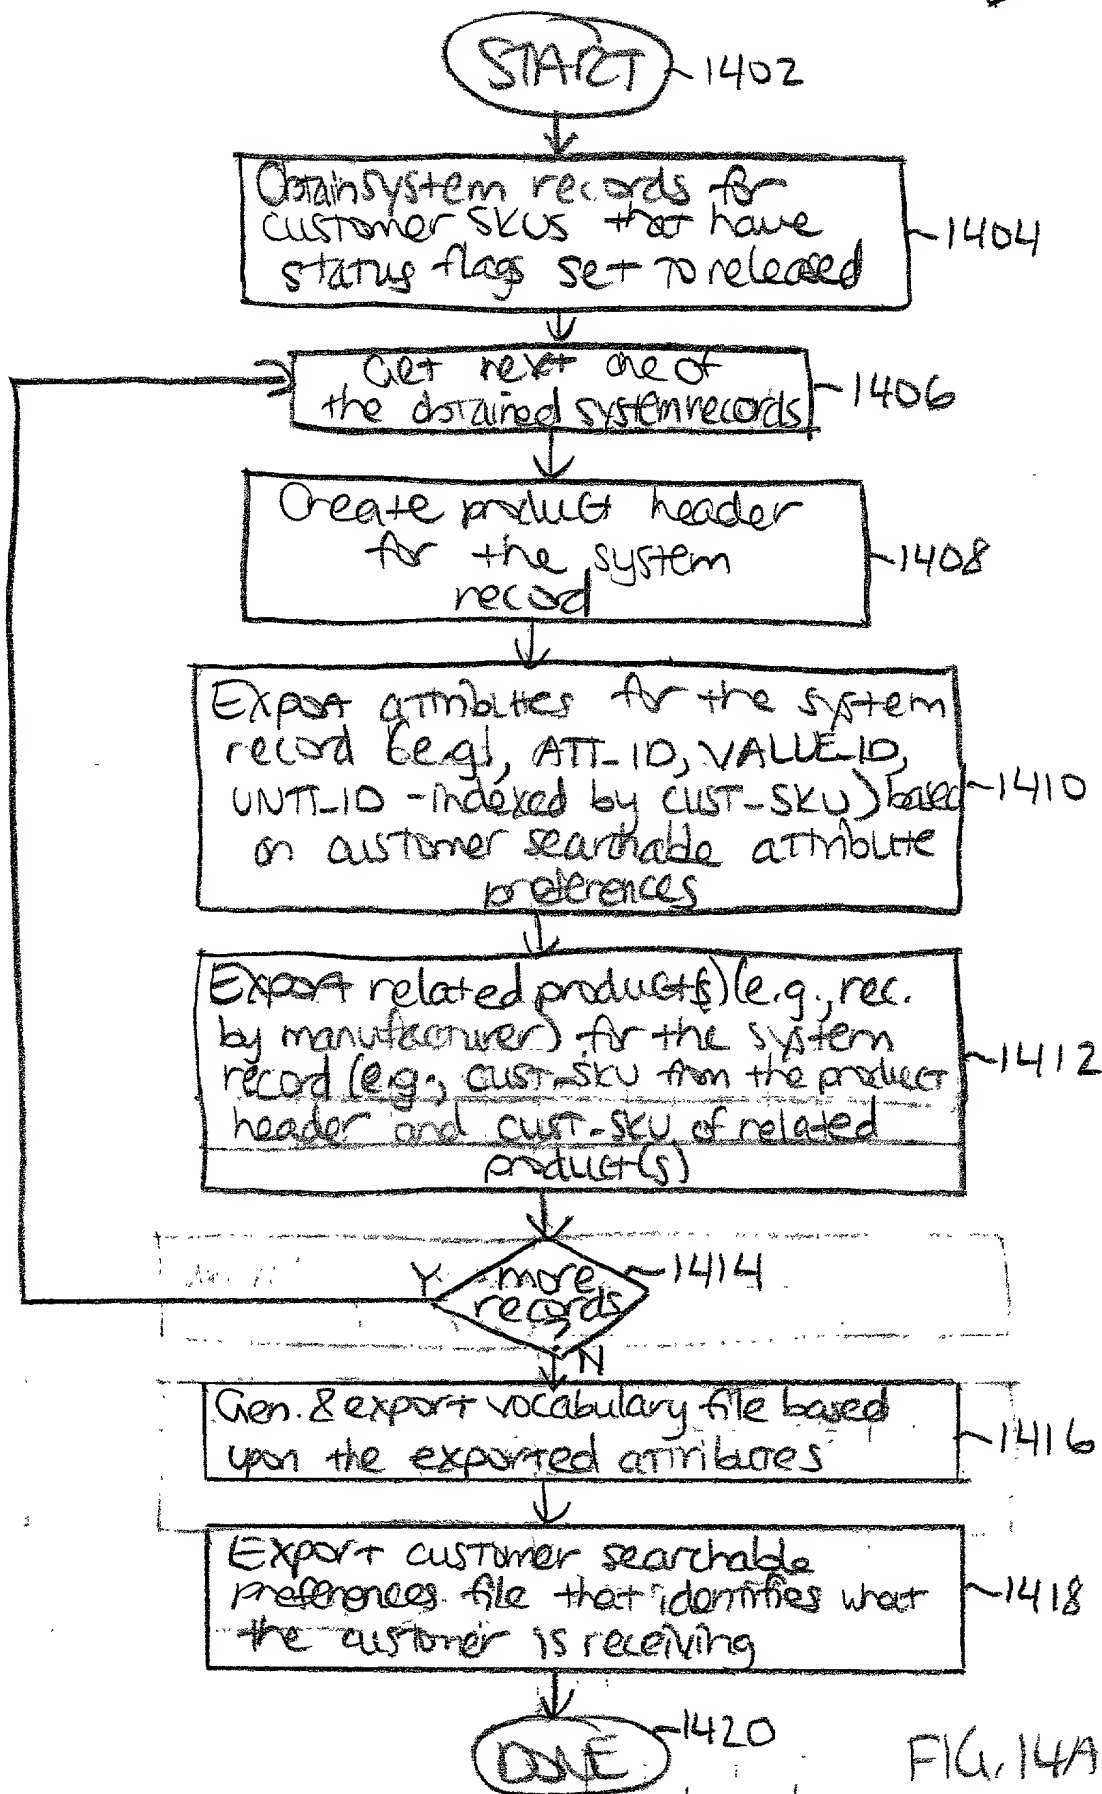 START
1402
Obtain system records for
customer SKUs that have
status flags set to released
1404
Get next one of
the obtained system records
1406
Create product header
for the system
record
1408
Export attributes for the system
record (e.g., ATT_ID, VALUE_ID,
UNIT_ID - indexed by CUST_SKU) based
on customer searchable attribute
preferences
1410
Export related product(s) (e.g., rec.
by manufacturer) for the system
record (e.g., CUST_SKU from the product
header and CUST_SKU of related
product(s)
1412
Y
more
records
?
1414
N
Gen. & export vocabulary file based
upon the exported attributes
1416
Export customer searchable
preferences file that identifies what
the customer is receiving
1418
DONE
1420
FIG. 14A